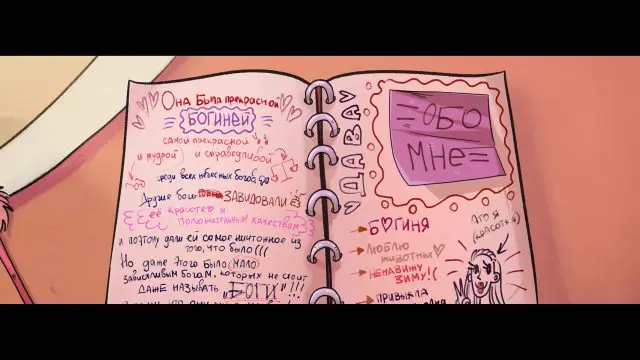 Она была прекрасной
БОГИНЕЙ
самой прекрасной
и мудрой и справедливой
среди всех небесных богов
Другие боги ЗАВИДОВАЛИ
её красоте и
положительным качествам
и поэтому дали ей самое ничтожное из
того, что было(((
Но даже этого было МАЛО
завистливым богам, которых не стоит
ДАЖЕ НАЗЫВАТЬ "БОГИ"!!!
=ОБО
МНЕ=
БОГИНЯ
ЛЮБЛЮ
животных
НЕНАВИЖУ
ЗИМУ!(
ПРИВЫКЛА
ЭТО Я
(КРАСОТКА)